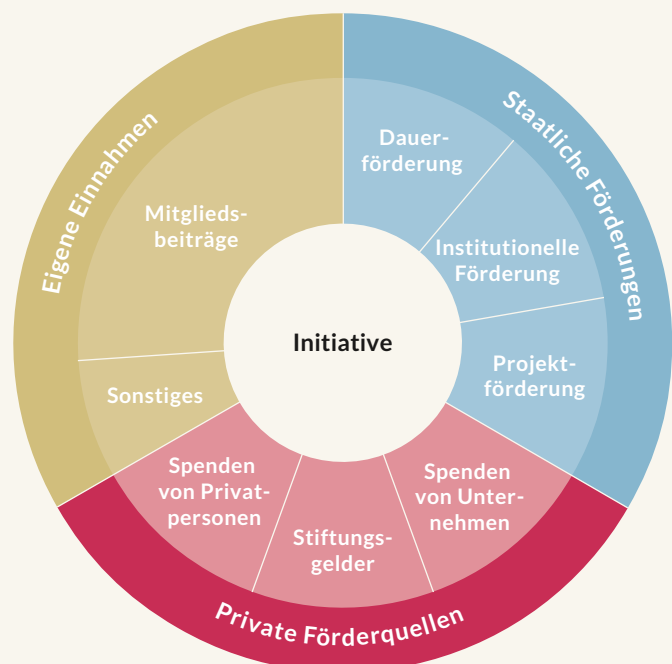 Eigene Einnahmen
Mitglieds-
beiträge
Sonstiges
Staatliche Förderungen
Dauer-
förderung
Institutionelle
Förderung
Projekt-
förderung
Initiative
Private Förderquellen
Spenden
von Privat-
personen
Stiftungs-
gelder
Spenden
von Unter-
nehmen